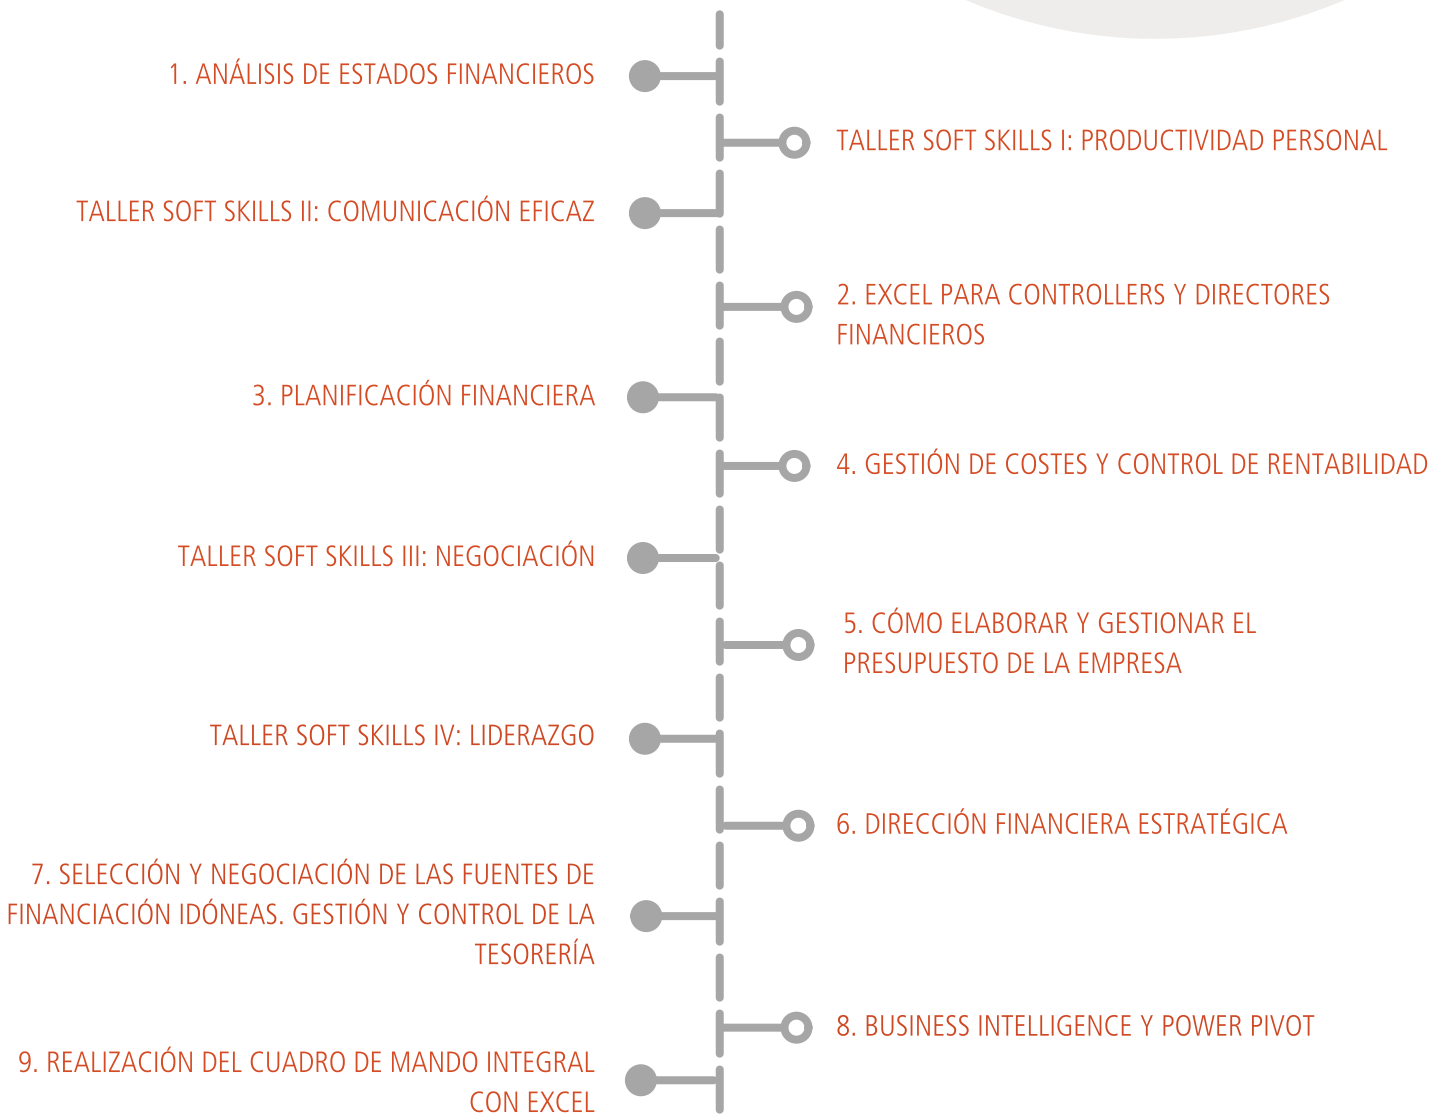 1. ANÁLISIS DE ESTADOS FINANCIEROS
TALLER SOFT SKILLS I: PRODUCTIVIDAD PERSONAL
TALLER SOFT SKILLS II: COMUNICACIÓN EFICAZ
2. EXCEL PARA CONTROLLERS Y DIRECTORES
FINANCIEROS
3. PLANIFICACIÓN FINANCIERA
4. GESTIÓN DE COSTES Y CONTROL DE RENTABILIDAD
TALLER SOFT SKILLS III: NEGOCIACIÓN
5. CÓMO ELABORAR Y GESTIONAR EL
PRESUPUESTO DE LA EMPRESA
TALLER SOFT SKILLS IV: LIDERAZGO
6. DIRECCIÓN FINANCIERA ESTRATÉGICA
7. SELECCIÓN Y NEGOCIACIÓN DE LAS FUENTES DE
FINANCIACIÓN IDÓNEAS. GESTIÓN Y CONTROL DE LA
TESORERÍA
8. BUSINESS INTELLIGENCE Y POWER PIVOT
9. REALIZACIÓN DEL CUADRO DE MANDO INTEGRAL
CON EXCEL